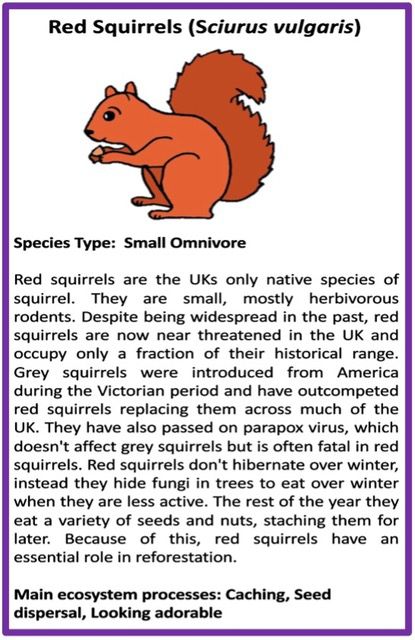 Red Squirrels (Sciurus vulgaris)
Species Type: Small Omnivore
Red squirrels are the UKs only native species of
squirrel. They are small, mostly herbivorous
rodents. Despite being widespread in the past, red
squirrels are now near threatened in the UK and
occupy only a fraction of their historical range.
Grey squirrels were introduced from America
during the Victorian period and have outcompeted
red squirrels replacing them across much of the
UK. They have also passed on parapox virus, which
doesn't affect grey squirrels but is often fatal in red
squirrels. Red squirrels don't hibernate over winter,
instead they hide fungi in trees to eat over winter
when they are less active. The rest of the year they
eat a variety of seeds and nuts, staching them for
later. Because of this, red squirrels have an
essential role in reforestation.
Main ecosystem processes: Caching, Seed
dispersal, Looking adorable